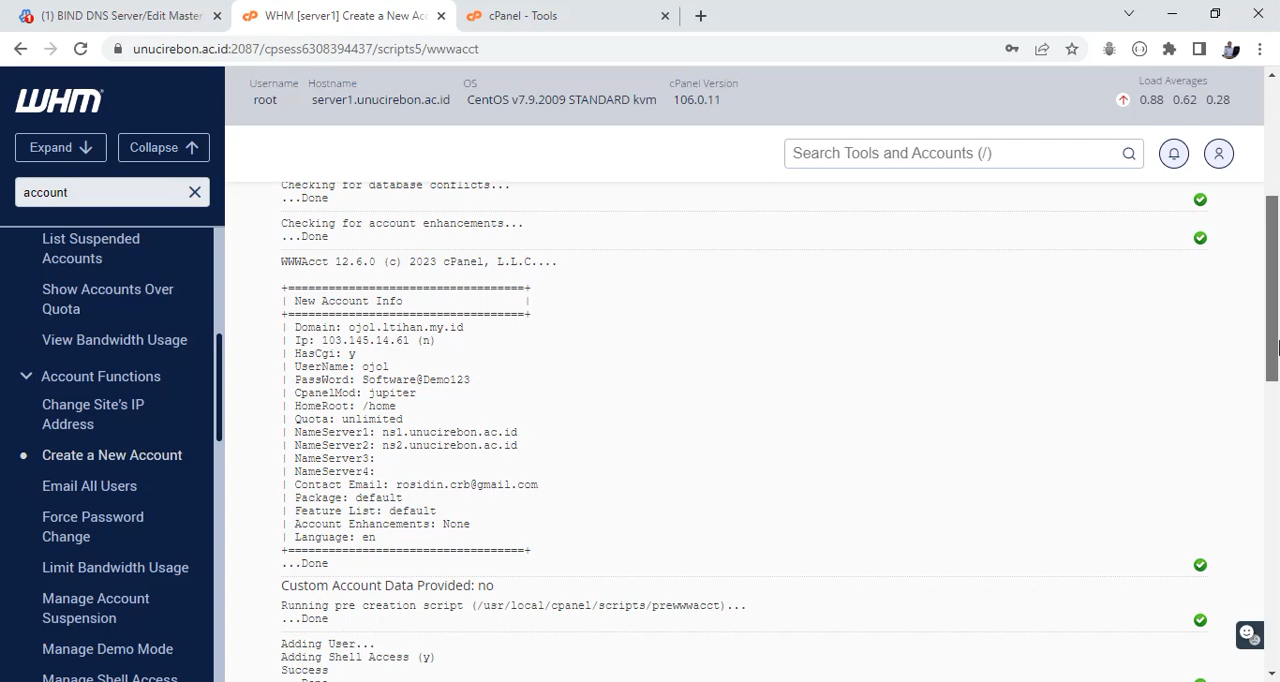 (1) BIND DNS Server/Edit Master
WHM [server1] Create a New Acc
cPanel - Tools
unucirebon.ac.id:2087/cpsess6308394437/scripts5/wwwacct
WHM
Username
root
Hostname
server1.unucirebon.ac.id
OS
CentOS v7.9.2009 STANDARD kvm
cPanel Version
106.0.11
Load Averages
0.88 0.62 0.28
Expand
Collapse
Search Tools and Accounts (/)
account
List Suspended
Accounts
Show Accounts Over
Quota
View Bandwidth Usage
Account Functions
Change Site's IP
Address
Create a New Account
Email All Users
Force Password
Change
Limit Bandwidth Usage
Manage Account
Suspension
Manage Demo Mode
Manage Shell Access
Checking for database conflicts...
...Done
Checking for account enhancements...
...Done
WWWAcct 12.6.0 (c) 2023 cPanel, L.L.C....
+===================================+
| New Account Info |
+===================================+
| Domain: ojol.ltihan.my.id
| Ip: 103.145.14.61 (n)
| HasCgi: y
| UserName: ojol
| PassWord: Software@Demo123
| CpanelMod: jupiter
| HomeRoot: /home
| Quota: unlimited
| NameServer1: ns1.unucirebon.ac.id
| NameServer2: ns2.unucirebon.ac.id
| NameServer3:
| NameServer4:
| Contact Email: rosidin.crb@gmail.com
| Package: default
| Feature List: default
| Account Enhancements: None
| Language: en
+===================================+
...Done
Custom Account Data Provided: no
Running pre creation script (/usr/local/cpanel/scripts/prewwwacct)...
...Done
Adding User...
Adding Shell Access (y)
Success
...Done